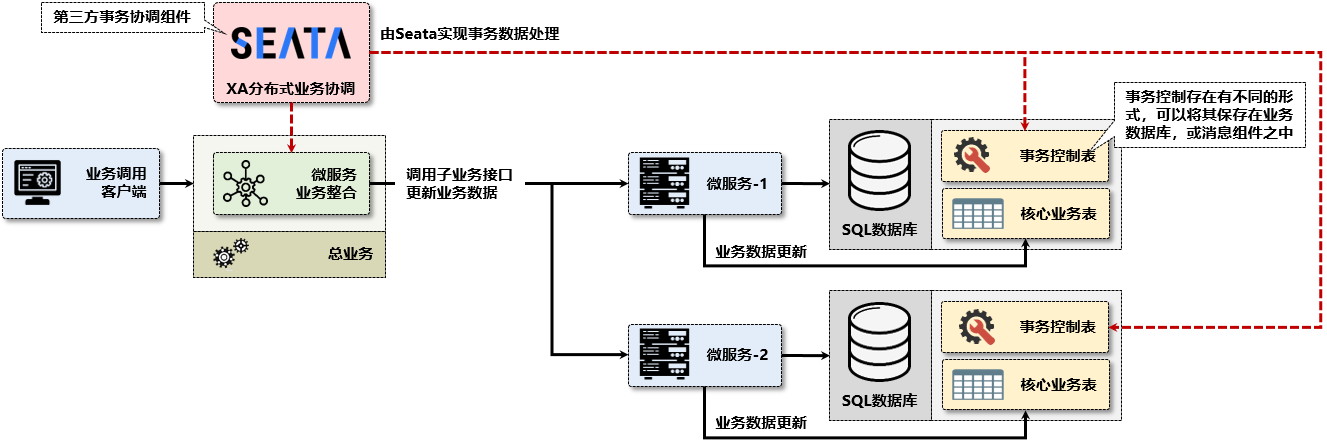 第三方事务协调组件
SEATA
XA分布式业务协调
由Seata实现事务数据处理
业务调用
客户端
微服务
业务整合
总业务
调用子业务接口
更新业务数据
微服务-1
业务数据更新
SQL数据库
事务控制表
核心业务表
事务控制存在有不同的形
式，可以将其保存在业务
数据库，或消息组件之中
微服务-2
业务数据更新
SQL数据库
事务控制表
核心业务表